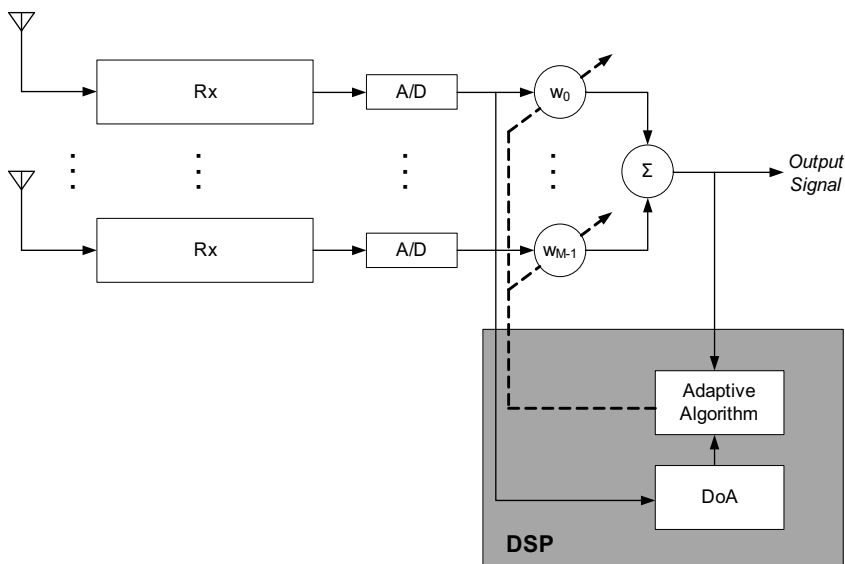 Rx
A/D
w0
Σ
Output
Signal
Rx
A/D
wM-1
Adaptive
Algorithm
DoA
DSP